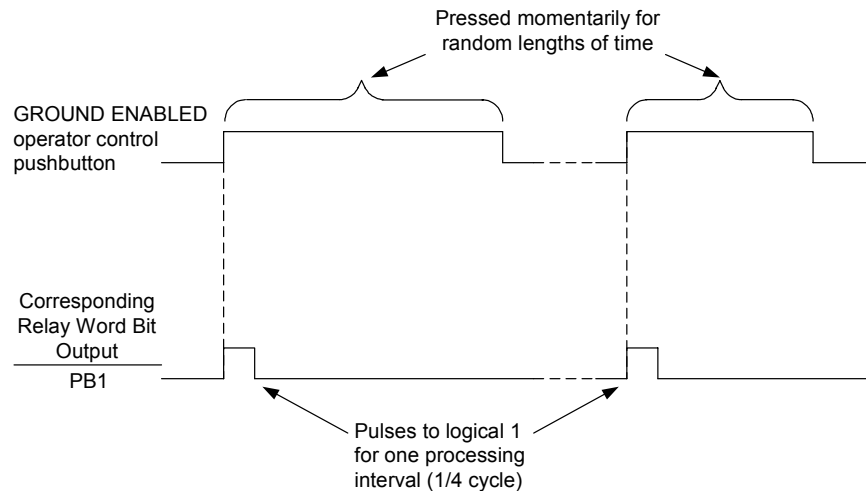 Pressed momentarily for
random lengths of time
GROUND ENABLED
operator control
pushbutton
Corresponding
Relay Word Bit
Output
PB1
Pulses to logical 1
for one processing
interval (1/4 cycle)